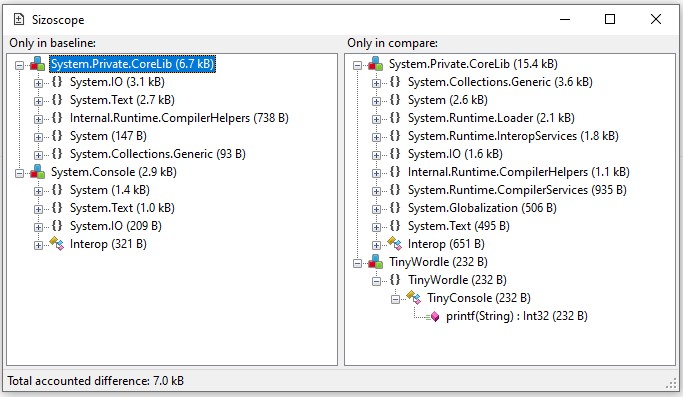 Sizoscope
Only in baseline:
System.Private.CoreLib (6.7 kB)
{} System.IO (3.1 kB)
{} System.Text (2.7 kB)
{} Internal.Runtime.CompilerHelpers (738 B)
{} System (147 B)
{} System.Collections.Generic (93 B)
System.Console (2.9 kB)
{} System (1.4 kB)
{} System.Text (1.0 kB)
{} System.IO (209 B)
Interop (321 B)
Only in compare:
System.Private.CoreLib (15.4 kB)
{} System.Collections.Generic (3.6 kB)
{} System (2.6 kB)
{} System.Runtime.Loader (2.1 kB)
{} System.Runtime.InteropServices (1.8 kB)
{} System.IO (1.6 kB)
{} Internal.Runtime.CompilerHelpers (1.1 kB)
{} System.Runtime.CompilerServices (935 B)
{} System.Globalization (506 B)
{} System.Text (495 B)
Interop (651 B)
TinyWordle (232 B)
{} TinyWordle (232 B)
TinyConsole (232 B)
printf(String) : Int32 (232 B)
Total accounted difference: 7.0 kB